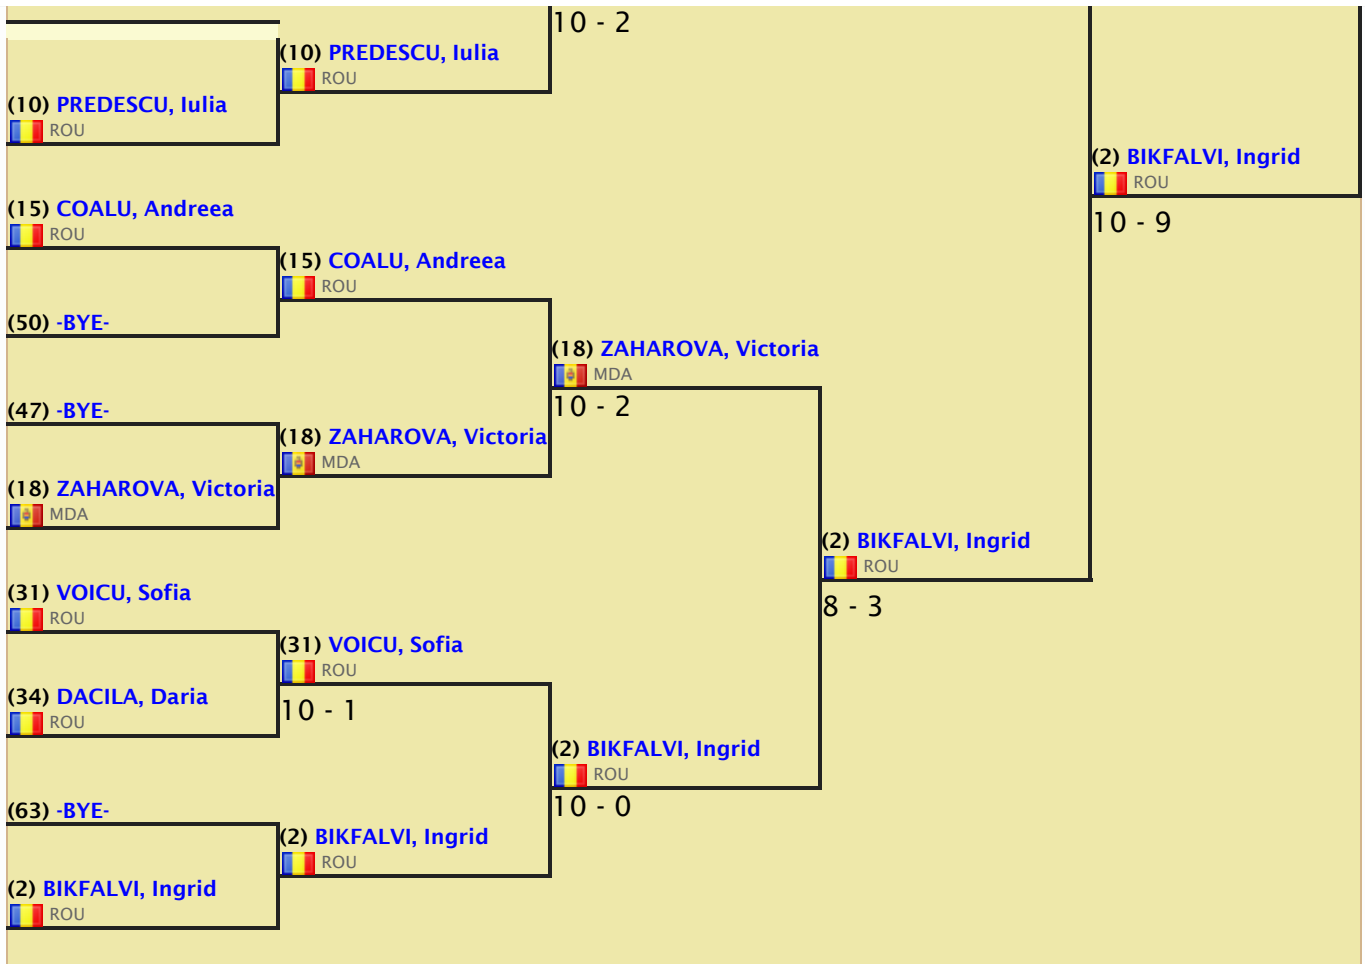 10 - 2
(10) PREDESCU, Iulia
ROU
(10) PREDESCU, Iulia
ROU
(2) BIKFALVI, Ingrid
ROU
10 - 9
(15) COALU, Andreea
ROU
(15) COALU, Andreea
ROU
(50) -BYE-
(18) ZAHAROVA, Victoria
MDA
10 - 2
(47) -BYE-
(18) ZAHAROVA, Victoria
MDA
(18) ZAHAROVA, Victoria
MDA
(2) BIKFALVI, Ingrid
ROU
8 - 3
(31) VOICU, Sofia
ROU
(31) VOICU, Sofia
ROU
10 - 1
(34) DACILA, Daria
ROU
(2) BIKFALVI, Ingrid
ROU
10 - 0
(63) -BYE-
(2) BIKFALVI, Ingrid
ROU
(2) BIKFALVI, Ingrid
ROU